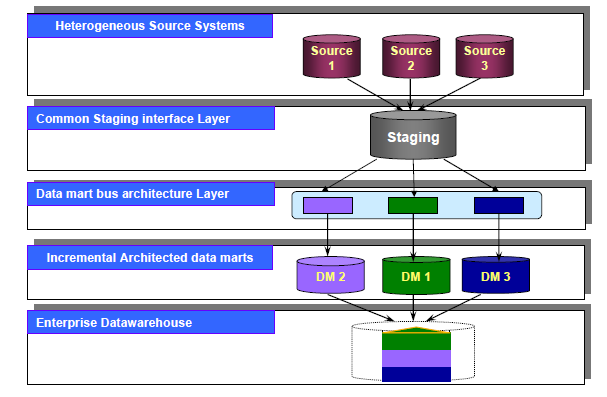 Heterogeneous Source Systems
Source
1
Source
2
Source
3
Common Staging interface Layer
Staging
Data mart bus architecture Layer
Incremental Architected data marts
DM 2
DM 1
DM 3
Enterprise Datawarehouse